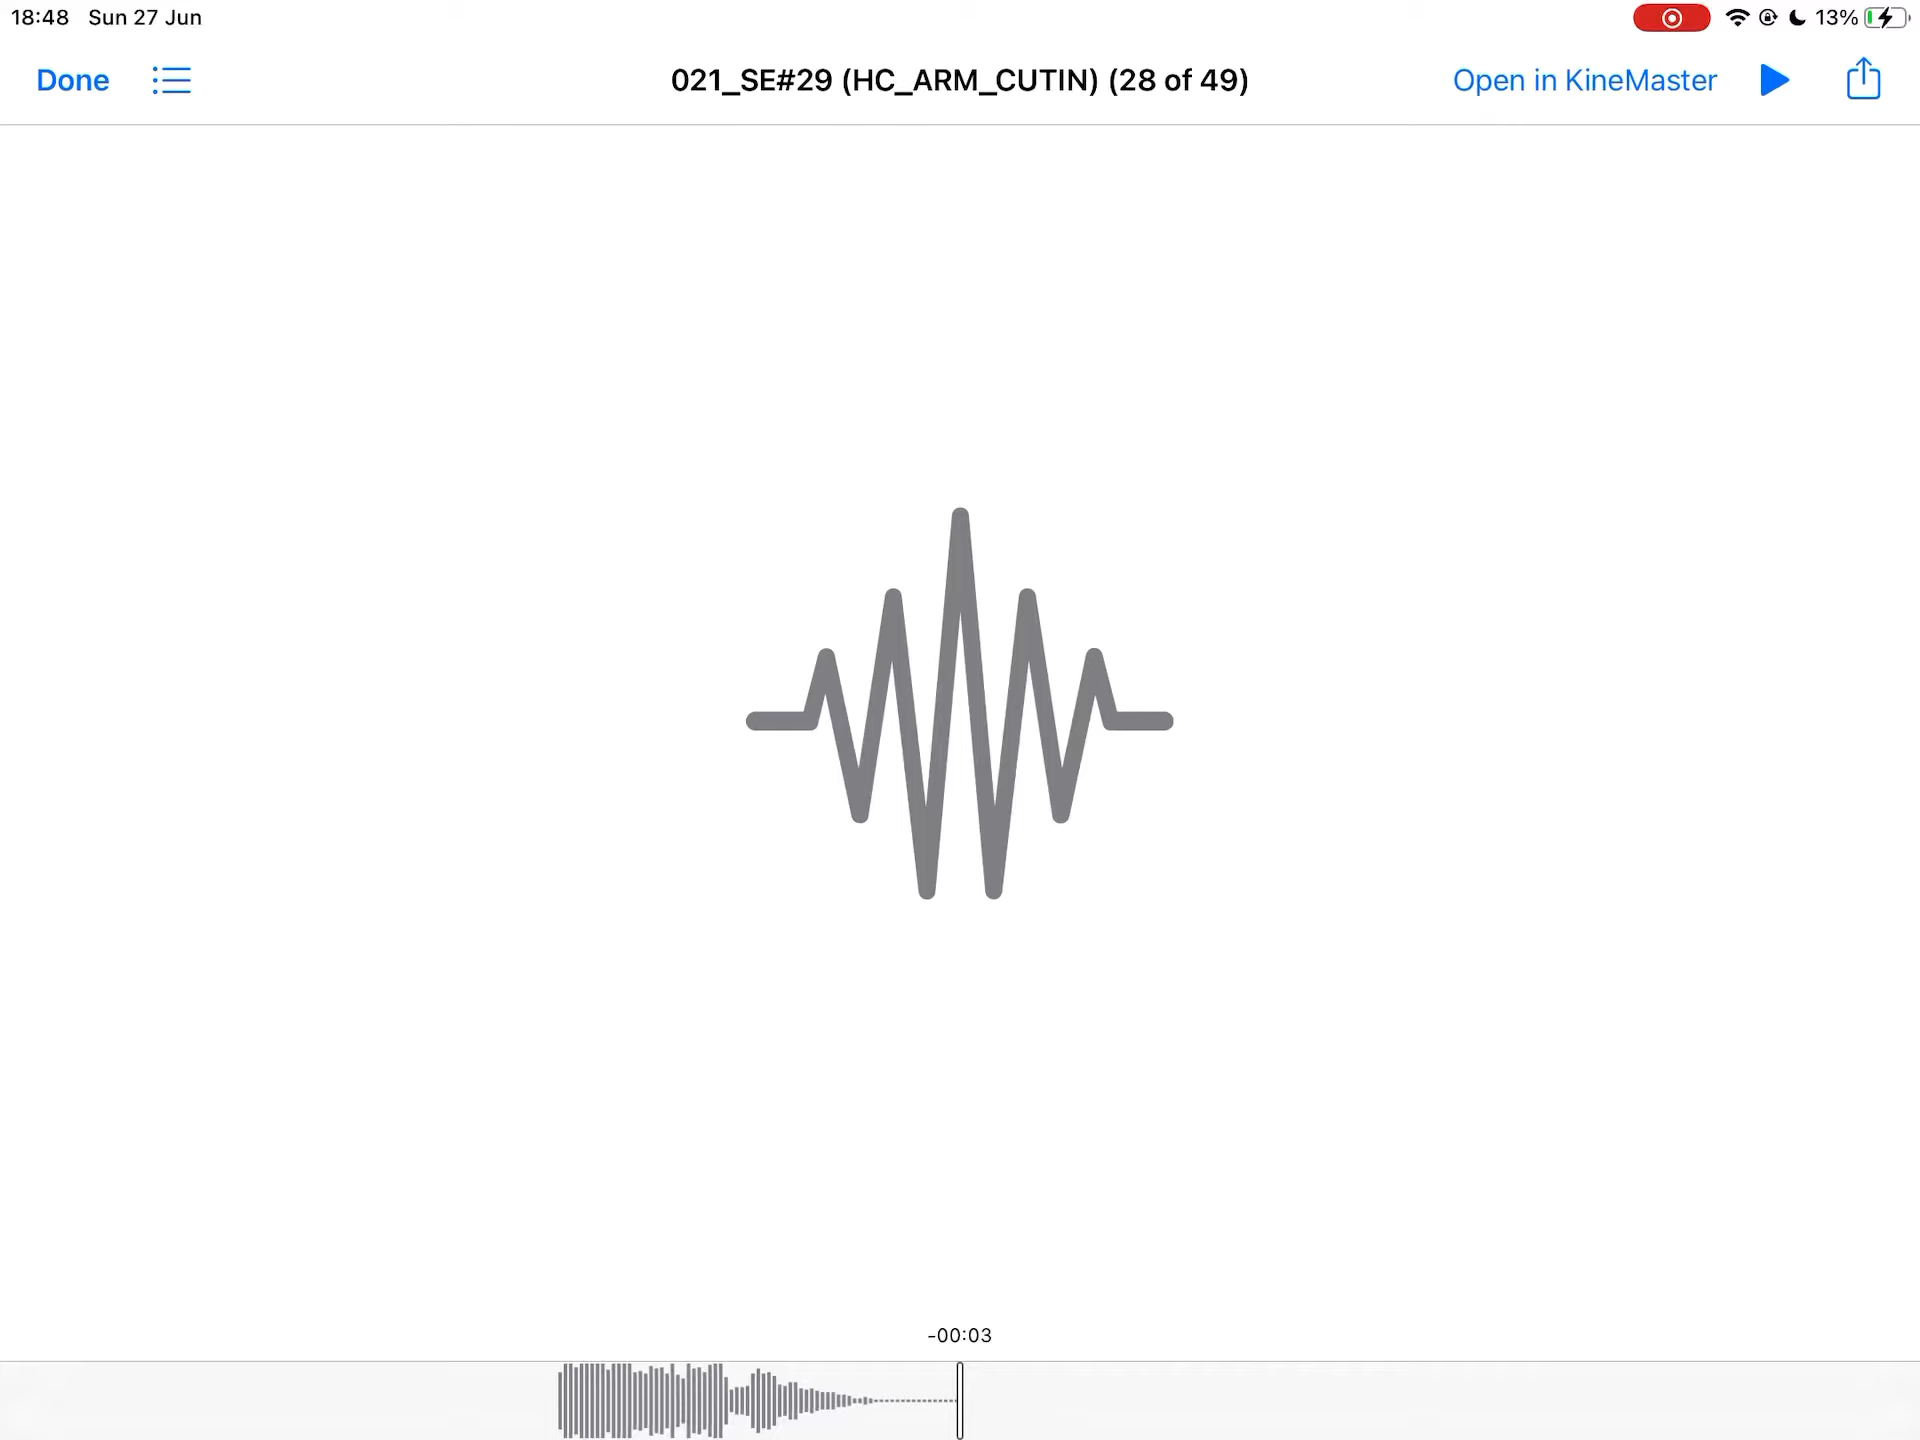 18:48 Sun 27 Jun 13%
Done 021_SE#29 (HC_ARM_CUTIN) (28 of 49) Open in KineMaster
-00:03